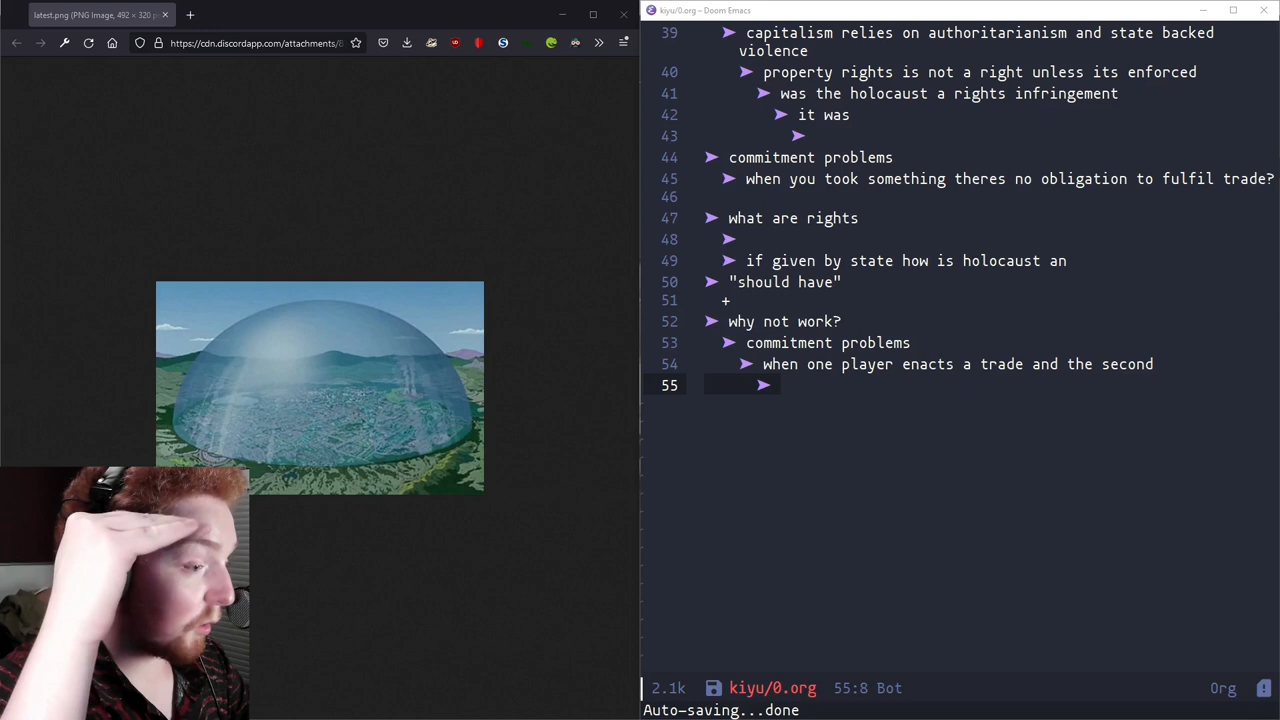 latest.png (PNG Image, 492 × 320 p
https://cdn.discordapp.com/attachments/8
kiyu/0.org – Doom Emacs
39 capitalism relies on authoritarianism and state backed
violence
40 property rights is not a right unless its enforced
41 was the holocaust a rights infringement
42 it was
43
44 commitment problems
45 when you took something theres no obligation to fulfil trade?
46
47 what are rights
48
49 if given by state how is holocaust an
50 "should have"
51 +
52 why not work?
53 commitment problems
54 when one player enacts a trade and the second
55
2.1k kiyu/0.org 55:8 Bot Org
Auto-saving...done